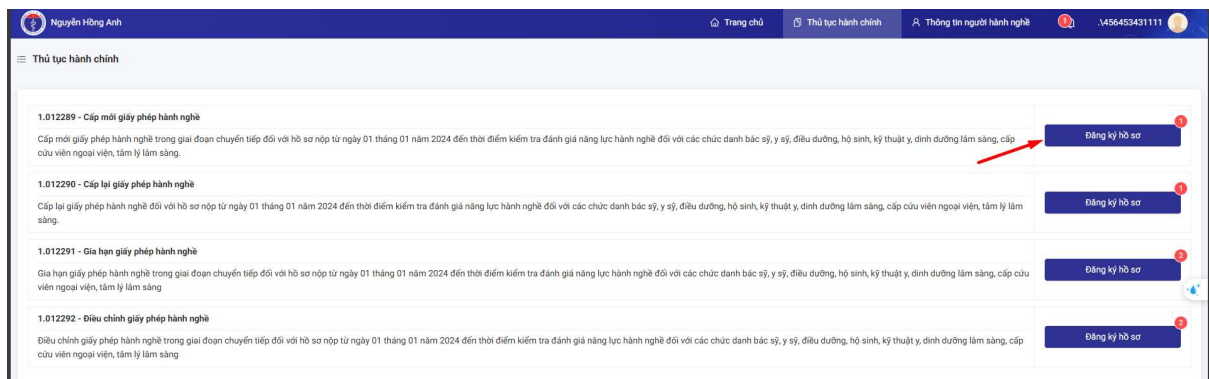 Nguyễn Hồng Anh
Trang chủ
Thủ tục hành chính
Thông tin người hành nghề
1
.\456453431111
Thủ tục hành chính
1.012289 - Cấp mới giấy phép hành nghề
Cấp mới giấy phép hành nghề trong giai đoạn chuyển tiếp đối với hồ sơ nộp từ ngày 01 tháng 01 năm 2024 đến thời điểm kiểm tra đánh giá năng lực hành nghề đối với các chức danh bác sỹ, y sỹ, điều dưỡng, hộ sinh, kỹ thuật y, dinh dưỡng lâm sàng, cấp
cứu viên ngoại viện, tâm lý lâm sàng.
1
Đăng ký hồ sơ
1.012290 - Cấp lại giấy phép hành nghề
Cấp lại giấy phép hành nghề đối với hồ sơ nộp từ ngày 01 tháng 01 năm 2024 đến thời điểm kiểm tra đánh giá năng lực hành nghề đối với các chức danh bác sỹ, y sỹ, điều dưỡng, hộ sinh, kỹ thuật y, dinh dưỡng lâm sàng, cấp cứu viên ngoại viện, tâm lý lâm
sàng.
1
Đăng ký hồ sơ
1.012291 - Gia hạn giấy phép hành nghề
Gia hạn giấy phép hành nghề trong giai đoạn chuyển tiếp đối với hồ sơ nộp từ ngày 01 tháng 01 năm 2024 đến thời điểm kiểm tra đánh giá năng lực hành nghề đối với các chức danh bác sỹ, y sỹ, điều dưỡng, hộ sinh, kỹ thuật y, dinh dưỡng lâm sàng, cấp cứu
viên ngoại viện, tâm lý lâm sàng
2
Đăng ký hồ sơ
1.012292 - Điều chỉnh giấy phép hành nghề
Điều chỉnh giấy phép hành nghề trong giai đoạn chuyển tiếp đối với hồ sơ nộp từ ngày 01 tháng 01 năm 2024 đến thời điểm kiểm tra đánh giá năng lực hành nghề đối với các chức danh bác sỹ, y sỹ, điều dưỡng, hộ sinh, kỹ thuật y, dinh dưỡng lâm sàng, cấp
cứu viên ngoại viện, tâm lý lâm sàng
2
Đăng ký hồ sơ